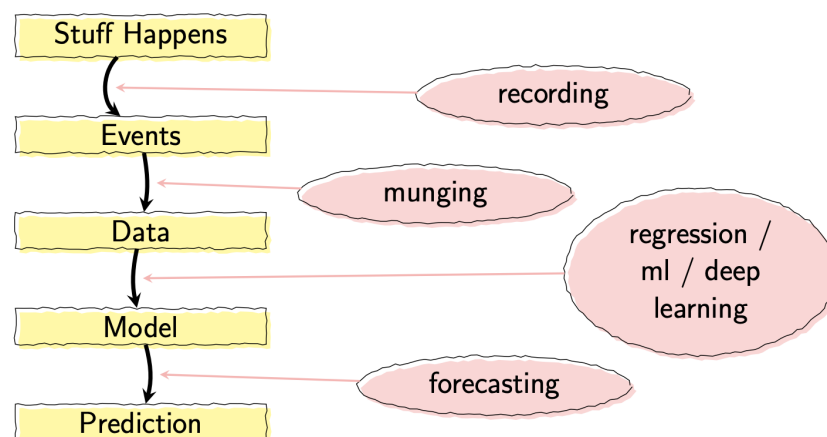 Stuff Happens
recording
Events
munging
Data
regression /
ml / deep
learning
Model
forecasting
Prediction